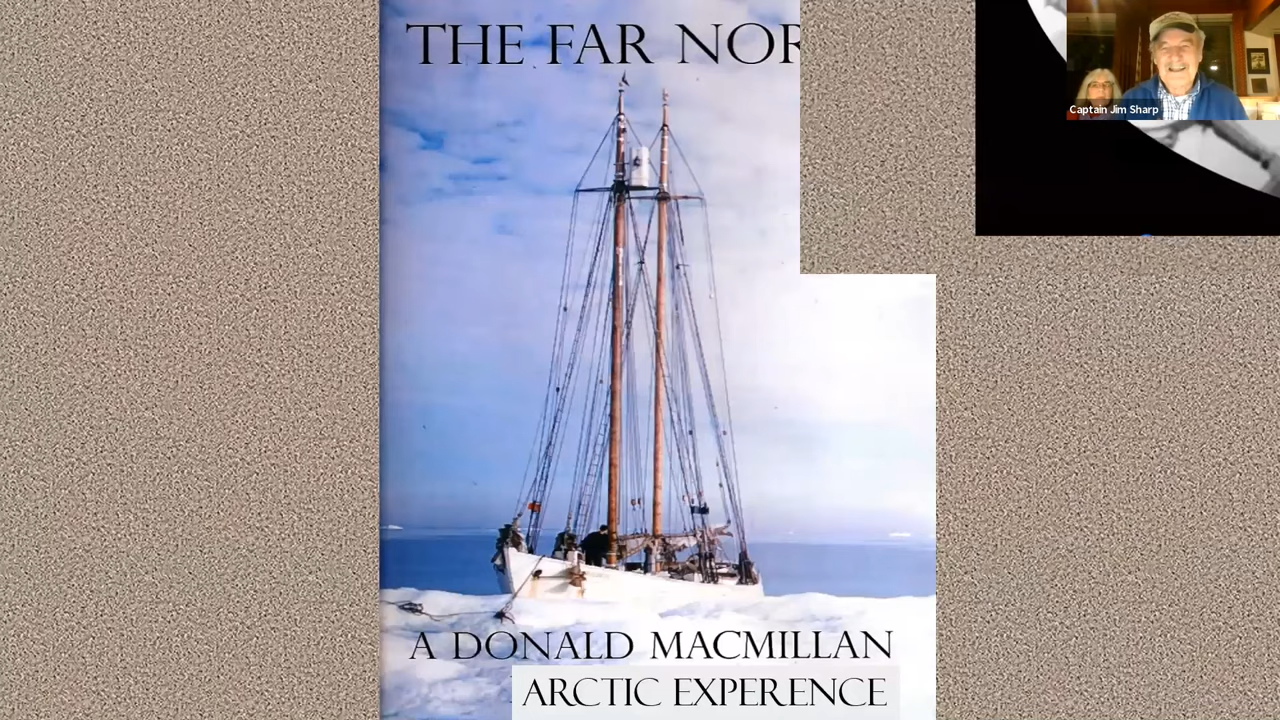 THE FAR NOR
Captain Jim Sharp
A DONALD MACMILLAN
ARCTIC EXPERENCE